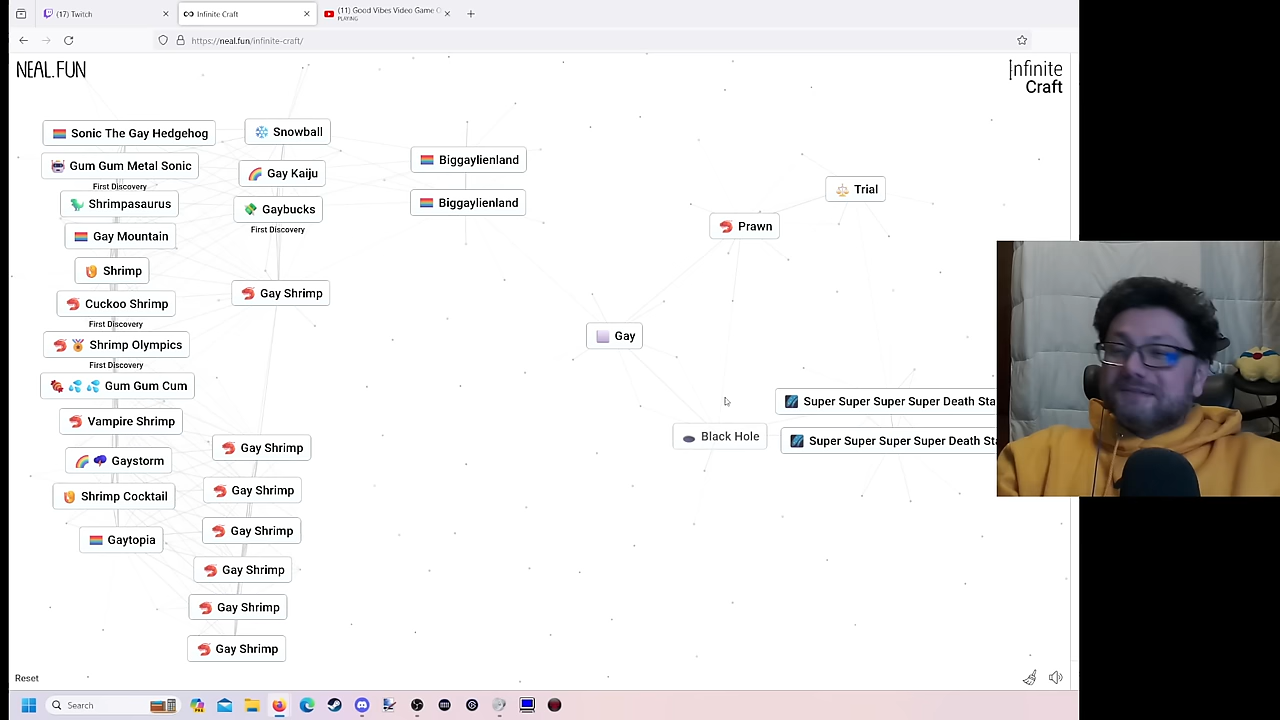 (17) Twitch
Infinite Craft
(11) Good Vibes Video Game
PLAYING
https://neal.fun/infinite-craft/
NEAL.FUN
Infinite
Craft
Sonic The Gay Hedgehog
Snowball
Gum Gum Metal Sonic
First Discovery
Gay Kaiju
Shrimpasaurus
Gaybucks
First Discovery
Gay Mountain
Shrimp
Cuckoo Shrimp
First Discovery
Gay Shrimp
Shrimp Olympics
First Discovery
Gum Gum Cum
Vampire Shrimp
Gaystorm
Shrimp Cocktail
Gaytopia
Gay Shrimp
Gay Shrimp
Gay Shrimp
Gay Shrimp
Gay Shrimp
Gay Shrimp
Biggaylienland
Biggaylienland
Trial
Prawn
Gay
Super Super Super Super Death Sta
Black Hole
Super Super Super Super Death Sta
Reset
Search